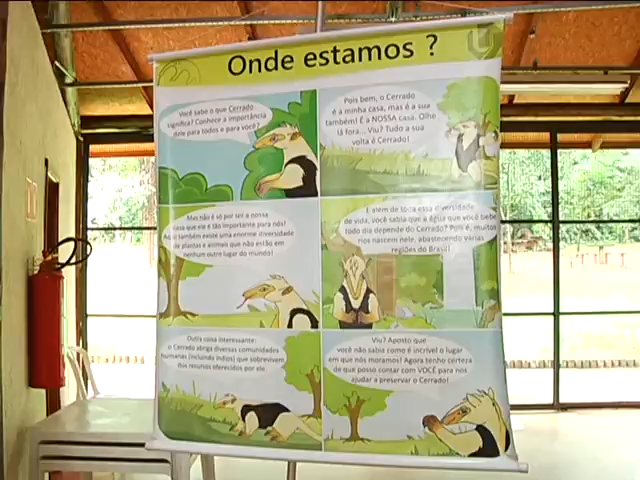 Onde estamos ?
Você sabe o que Cerrado
significa? Conhece a importância
dele para todos e para você?
Pois bem, o Cerrado
é a minha casa, mas é a sua
também! É a NOSSA casa. Olhe
lá fora... Viu? Tudo a sua
volta é Cerrado!
Mas não é só por ser a nossa
casa que ele é tão importante para nós!
Aqui também existe uma enorme diversidade
de plantas e animais que não estão em
nenhum outro lugar do mundo!
E além de toda essa diversidade
de vida, você sabia que a água que você bebe
todo dia depende do Cerrado? Pois é, muitos
rios nascem nele, abastecendo várias
regiões do Brasil!
Outra coisa interessante:
o Cerrado abriga diversas comunidades
humanas (incluindo índios) que sobrevivem
dos recursos oferecidos por ele.
Viu? Aposto que
você não sabia como é incrível o lugar
em que nós moramos! Agora tenho certeza
de que posso contar com VOCÊ para nos
ajudar a preservar o Cerrado!